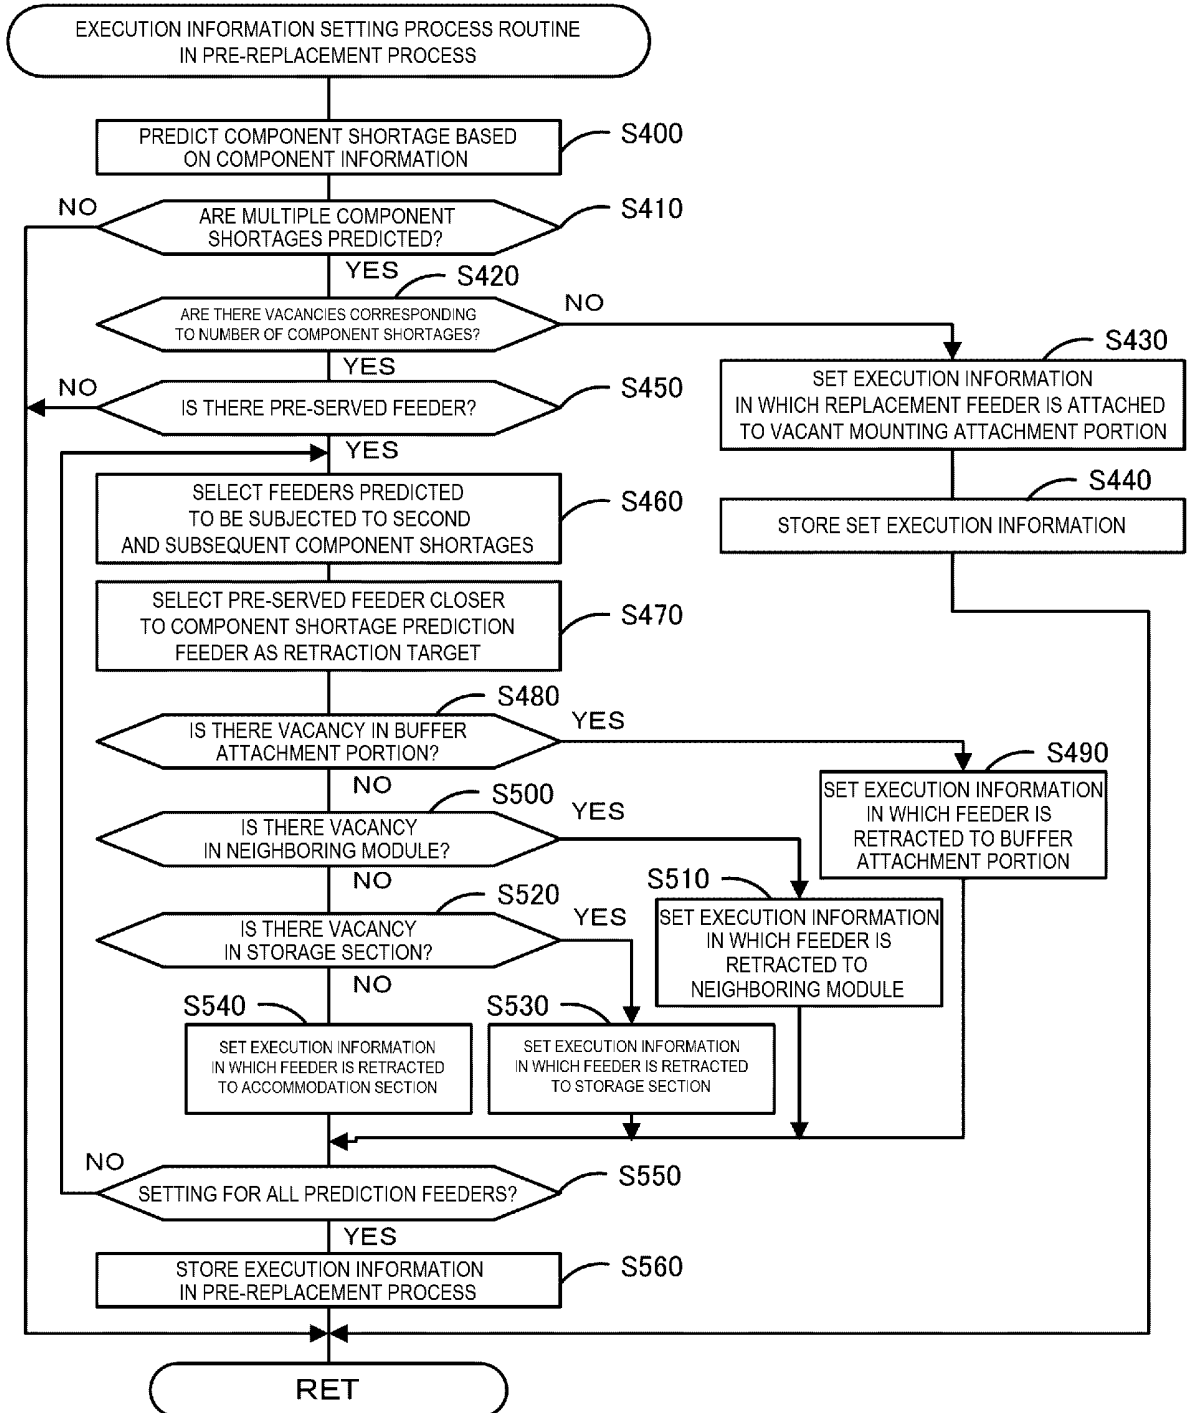 EXECUTION INFORMATION SETTING PROCESS ROUTINE
IN PRE-REPLACEMENT PROCESS
PREDICT COMPONENT SHORTAGE BASED
ON COMPONENT INFORMATION
S400
NO
ARE MULTIPLE COMPONENT
SHORTAGES PREDICTED?
S410
YES
S420
ARE THERE VACANCIES CORRESPONDING
TO NUMBER OF COMPONENT SHORTAGES?
NO
S430
SET EXECUTION INFORMATION
IN WHICH REPLACEMENT FEEDER IS ATTACHED
TO VACANT MOUNTING ATTACHMENT PORTION
YES
NO
IS THERE PRE-SERVED FEEDER?
S450
YES
S440
STORE SET EXECUTION INFORMATION
SELECT FEEDERS PREDICTED
TO BE SUBJECTED TO SECOND
AND SUBSEQUENT COMPONENT SHORTAGES
S460
SELECT PRE-SERVED FEEDER CLOSER
TO COMPONENT SHORTAGE PREDICTION
FEEDER AS RETRACTION TARGET
S470
S480
IS THERE VACANCY IN BUFFER
ATTACHMENT PORTION?
YES
S490
SET EXECUTION INFORMATION
IN WHICH FEEDER IS
RETRACTED TO BUFFER
ATTACHMENT PORTION
NO
S500
IS THERE VACANCY
IN NEIGHBORING MODULE?
YES
S510
SET EXECUTION INFORMATION
IN WHICH FEEDER IS
RETRACTED TO
NEIGHBORING MODULE
NO
S520
IS THERE VACANCY
IN STORAGE SECTION?
YES
S530
SET EXECUTION INFORMATION
IN WHICH FEEDER IS RETRACTED
TO STORAGE SECTION
NO
S540
SET EXECUTION INFORMATION
IN WHICH FEEDER IS RETRACTED
TO ACCOMMODATION SECTION
NO
SETTING FOR ALL PREDICTION FEEDERS?
S550
YES
STORE EXECUTION INFORMATION
IN PRE-REPLACEMENT PROCESS
S560
RET